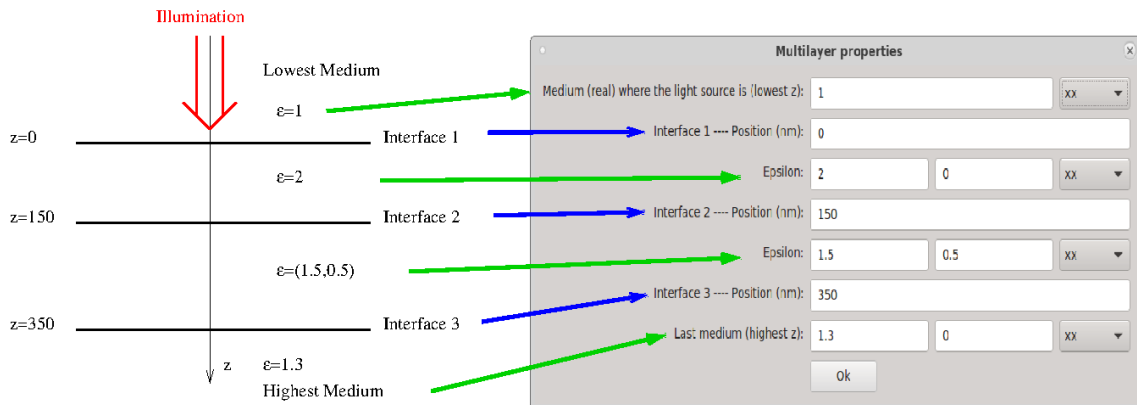 Illumination
Lowest Medium
ε=1
z=0
Interface 1
ε=2
z=150
Interface 2
ε=(1.5,0.5)
z=350
Interface 3
z
ε=1.3
Highest Medium
Multilayer properties
Medium (real) where the light source is (lowest z): 1 xx
Interface 1 ---- Position (nm): 0
Epsilon: 2 0 xx
Interface 2 ---- Position (nm): 150
Epsilon: 1.5 0.5 xx
Interface 3 ---- Position (nm): 350
Last medium (highest z): 1.3 0 xx
Ok